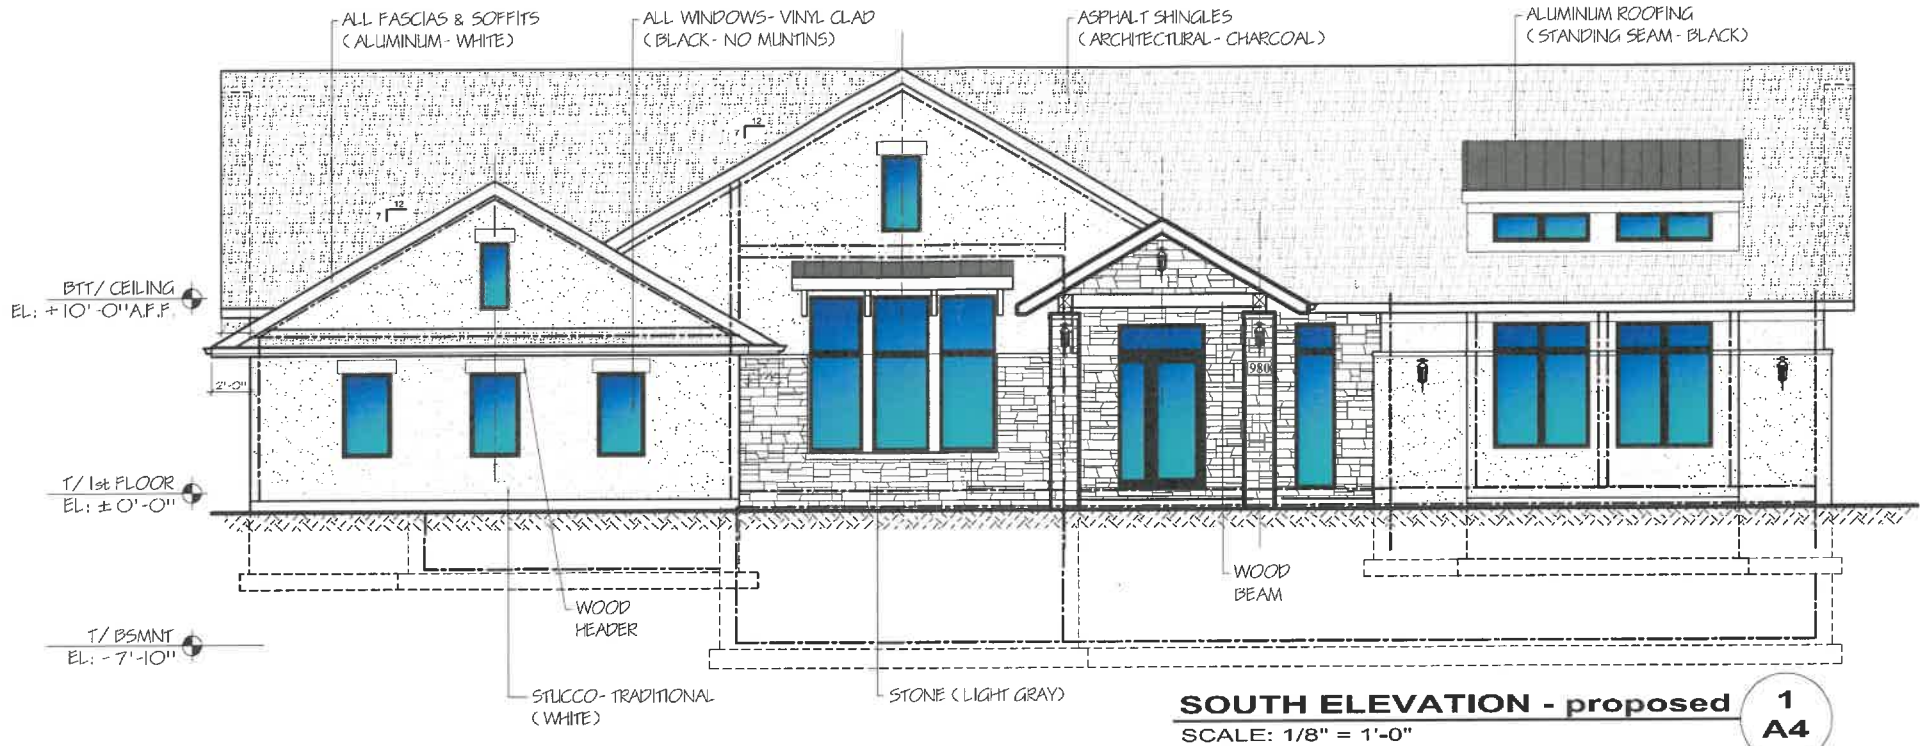 ALL FASCIAS & SOFFITS
(ALUMINUM- WHITE)
ALL WINDOWS- VINYL CLAD
(BLACK- NO MUNTINS)
ASPHALT SHINGLES
(ARCHITECTURAL- CHARCOAL)
ALUMINUM ROOFING
(STANDING SEAM- BLACK)
12
7
12
7
BTT/ CEILING
EL: +10'-0"A.F.F.
2'-0"
980
T/ 1st FLOOR
EL: ±0'-0"
WOOD
BEAM
WOOD
HEADER
T/ BSMNT
EL: -7'-10"
STUCCO- TRADITIONAL
(WHITE)
STONE (LIGHT GRAY)
SOUTH ELEVATION - proposed
SCALE: 1/8" = 1'-0"
1
A4